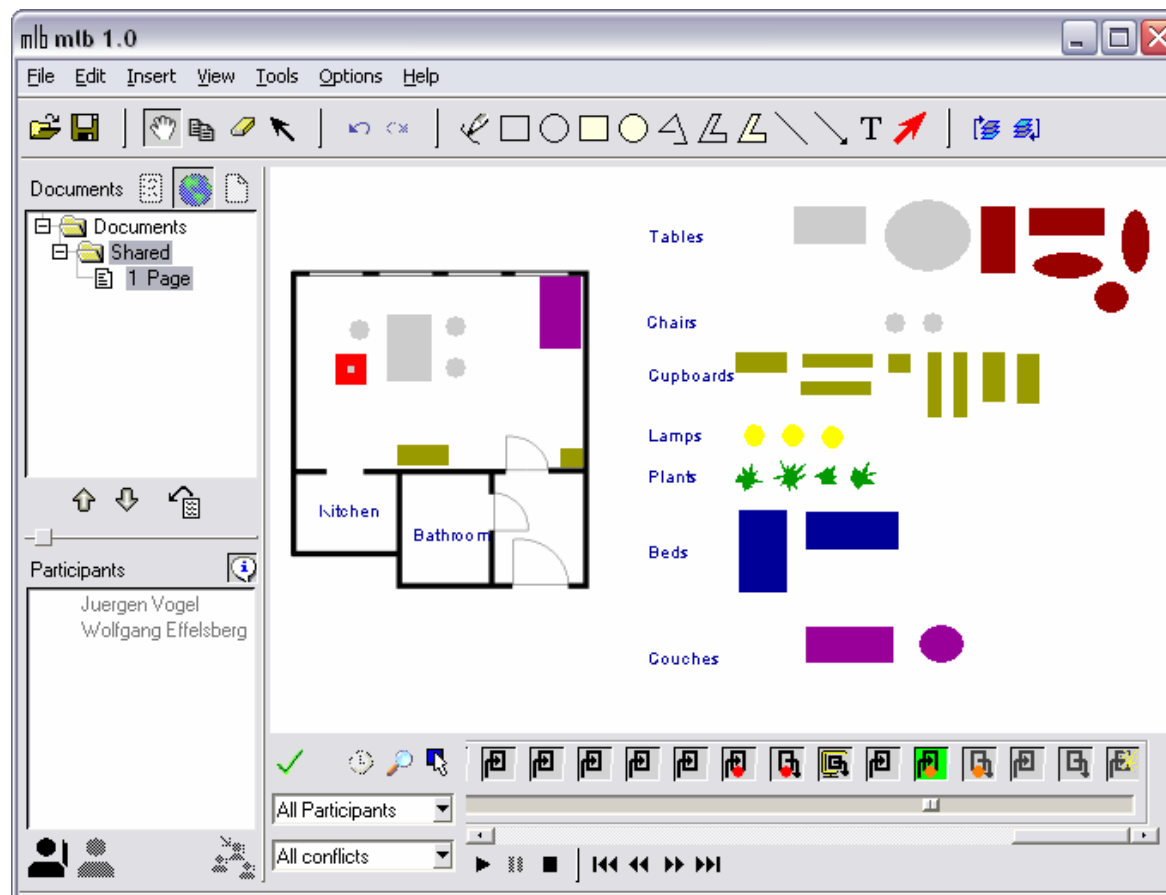 mlb mlb 1.0
File Edit Insert View Tools Options Help
T
Documents
Documents
Shared
1 Page
Participants
Juergen Vogel
Wolfgang Effelsberg
Tables
Chairs
Cupboards
Lamps
Plants
Beds
Couches
Kitchen
Bathroom
All Participants
All conflicts